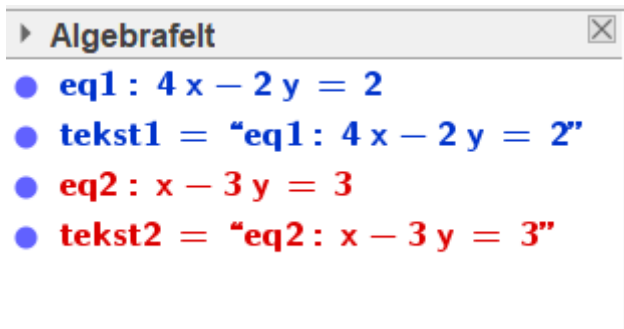 Algebrafelt
eq1 : 4 x − 2 y = 2
tekst1 = “eq1 : 4 x − 2 y = 2”
eq2 : x − 3 y = 3
tekst2 = “eq2 : x − 3 y = 3”